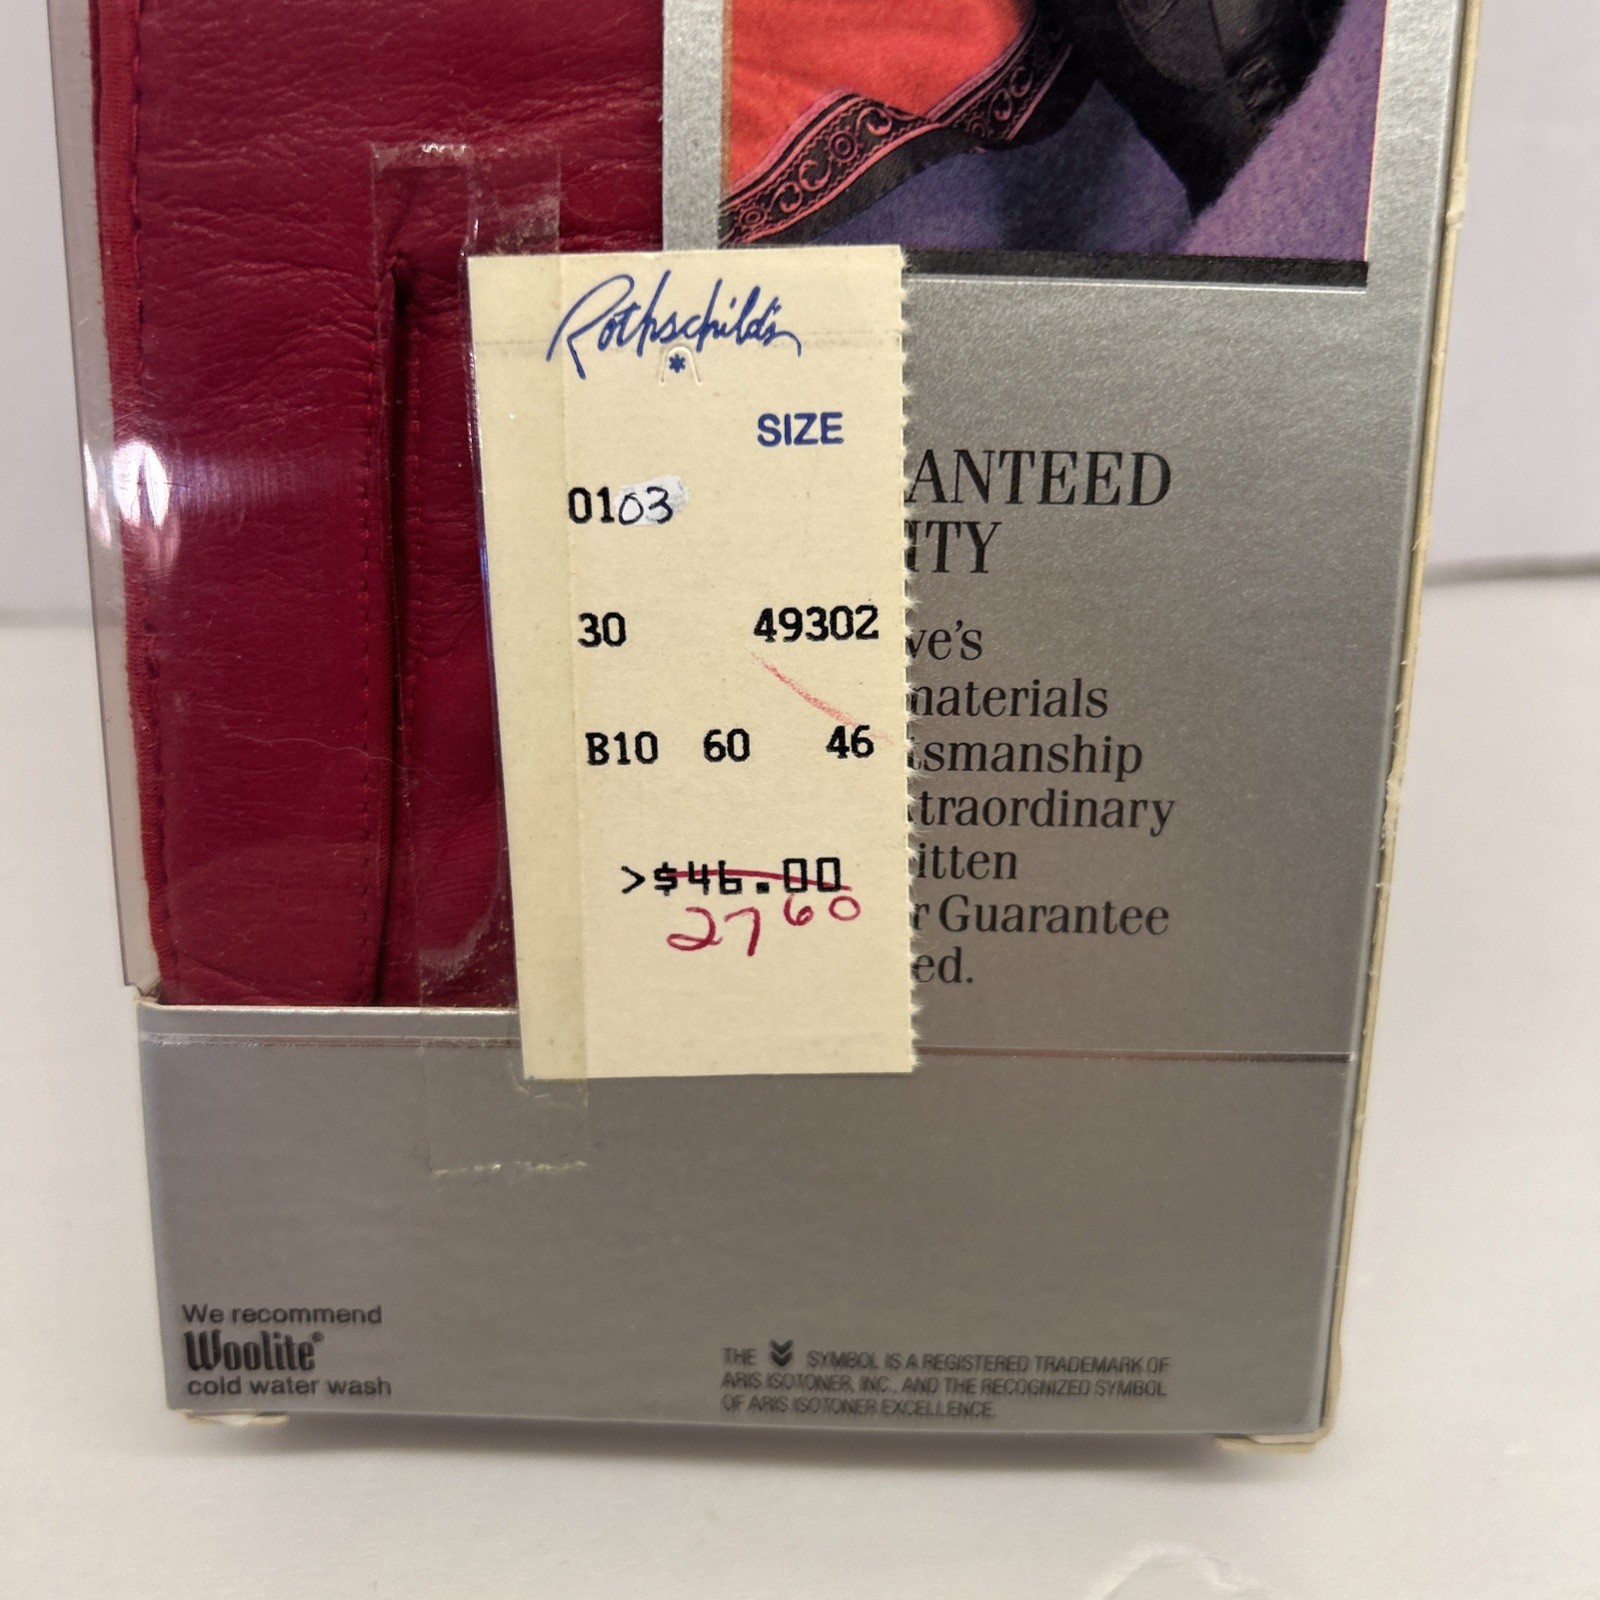 Rothschild's
*
SIZE
0103
30 49302
B10 60 46
>$46.00
27 60
ANTEED
ITY
ve's
materials
tsmanship
traordinary
itten
r Guarantee
ed.
We recommend
Woolite®
cold water wash
THE SYMBOL IS A REGISTERED TRADEMARK OF
ARIS ISOTONER, INC., AND THE RECOGNIZED SYMBOL
OF ARIS ISOTONER EXCELLENCE.